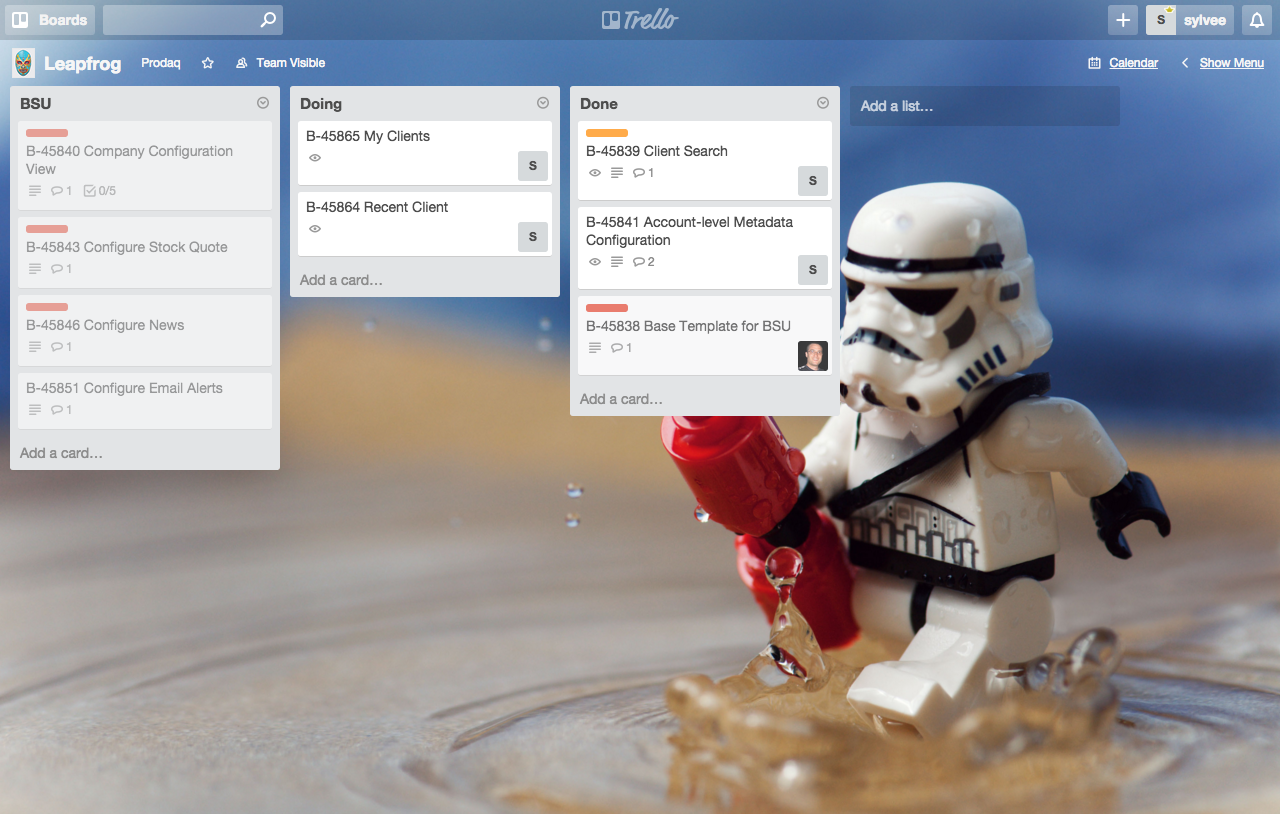 Boards
Trello
S sylvee
Leapfrog Prodaq Team Visible
Calendar Show Menu
BSU
B-45840 Company Configuration
View
1 0/5
B-45843 Configure Stock Quote
1
B-45846 Configure News
1
B-45851 Configure Email Alerts
1
Add a card…
Doing
B-45865 My Clients
S
B-45864 Recent Client
S
Add a card…
Done
B-45839 Client Search
1
S
B-45841 Account-level Metadata
Configuration
2
S
B-45838 Base Template for BSU
1
Add a card…
Add a list…